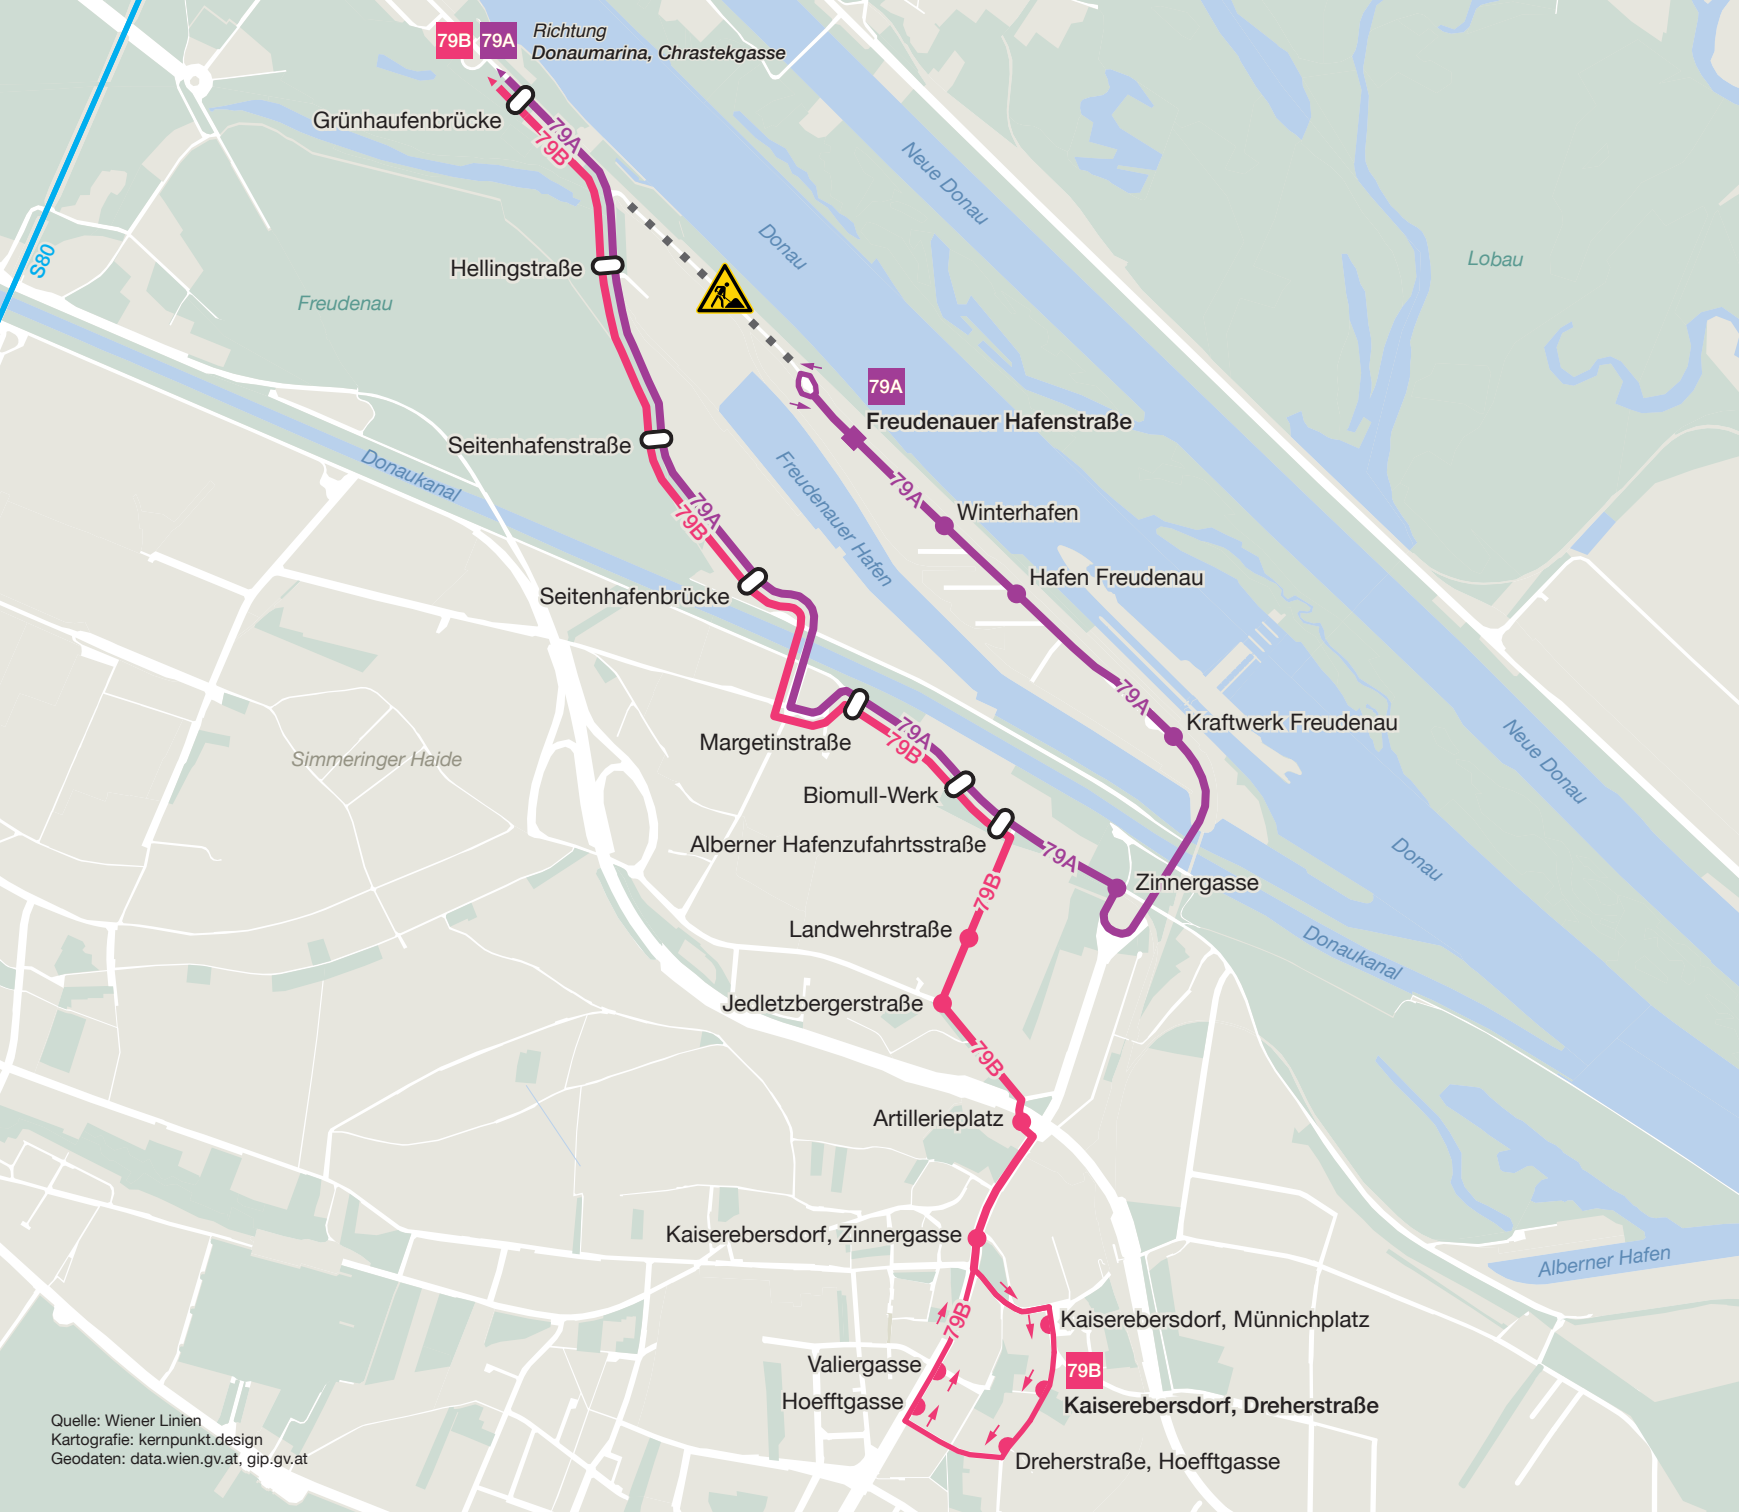 79B 79A Richtung
Donaumarina, Chrastekgasse
Grünhaufenbrücke
79A
79B
Neue Donau
Donau
S80
Hellingstraße
Lobau
Freudenau
79A
Freudenauer Hafenstraße
Seitenhafenstraße
Donaukanal
Freudenauer Hafen
79A
79A
79B
Winterhafen
Hafen Freudenau
Seitenhafenbrücke
79A
Kraftwerk Freudenau
Margetinstraße
79A
79B
Simmeringer Haide
Neue Donau
Biomull-Werk
Alberner Hafenzufahrtsstraße
79A
Donau
Zinnergasse
79B
Landwehrstraße
Donaukanal
Jedletzbergerstraße
79B
Artillerieplatz
Kaiserebersdorf, Zinnergasse
Alberner Hafen
79B
Kaiserebersdorf, Münnichplatz
Valiergasse
79B
Hoefftgasse
Kaiserebersdorf, Dreherstraße
Dreherstraße, Hoefftgasse
Quelle: Wiener Linien
Kartografie: kernpunkt.design
Geodaten: data.wien.gv.at, gip.gv.at